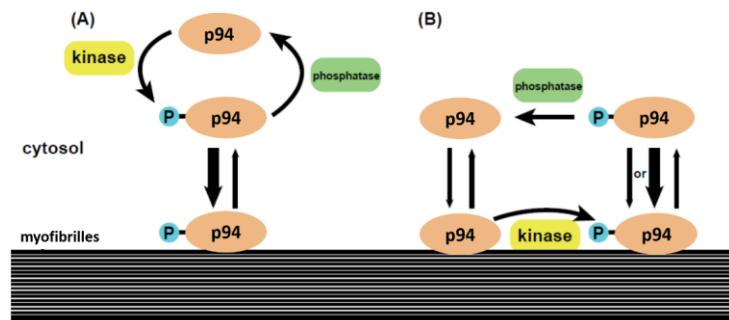 (A)
p94
kinase
phosphatase
P
p94
cytosol
P
p94
myofibrilles
(B)
phosphatase
p94
P
p94
or
p94
kinase
P
p94